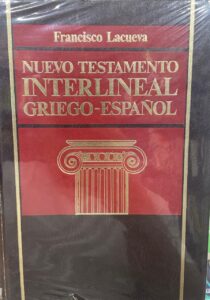 Francisco Lacueva
NUEVO TESTAMENTO
INTERLINEAL
GRIEGO-ESPAÑOL